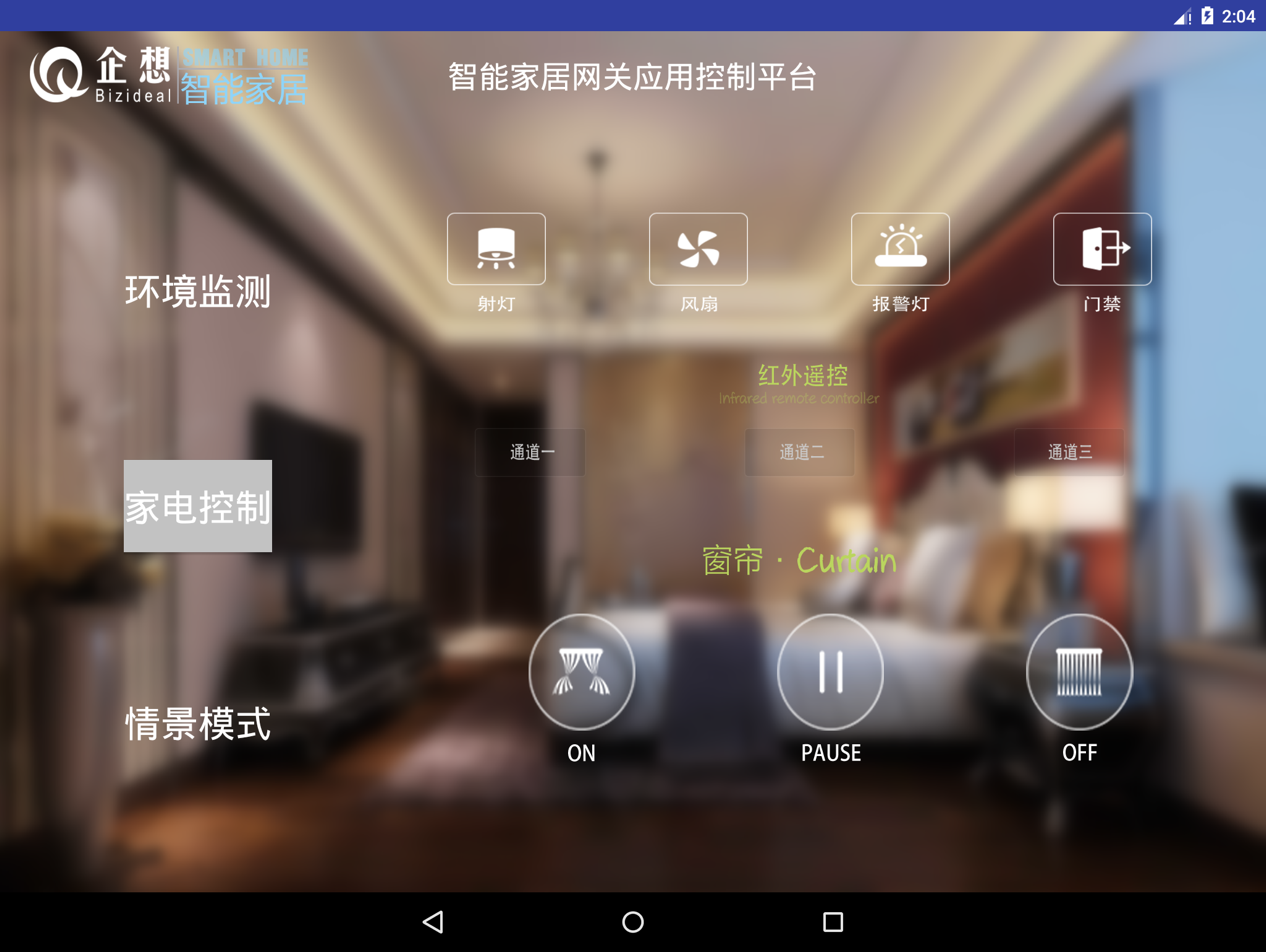 2:04
企想
Bizideal
SMART HOME
智能家居
智能家居网关应用控制平台
环境监测
家电控制
情景模式
射灯
风扇
报警灯
门禁
红外遥控
Infrared remote controller
通道一
通道二
通道三
窗帘 · Curtain
ON
PAUSE
OFF